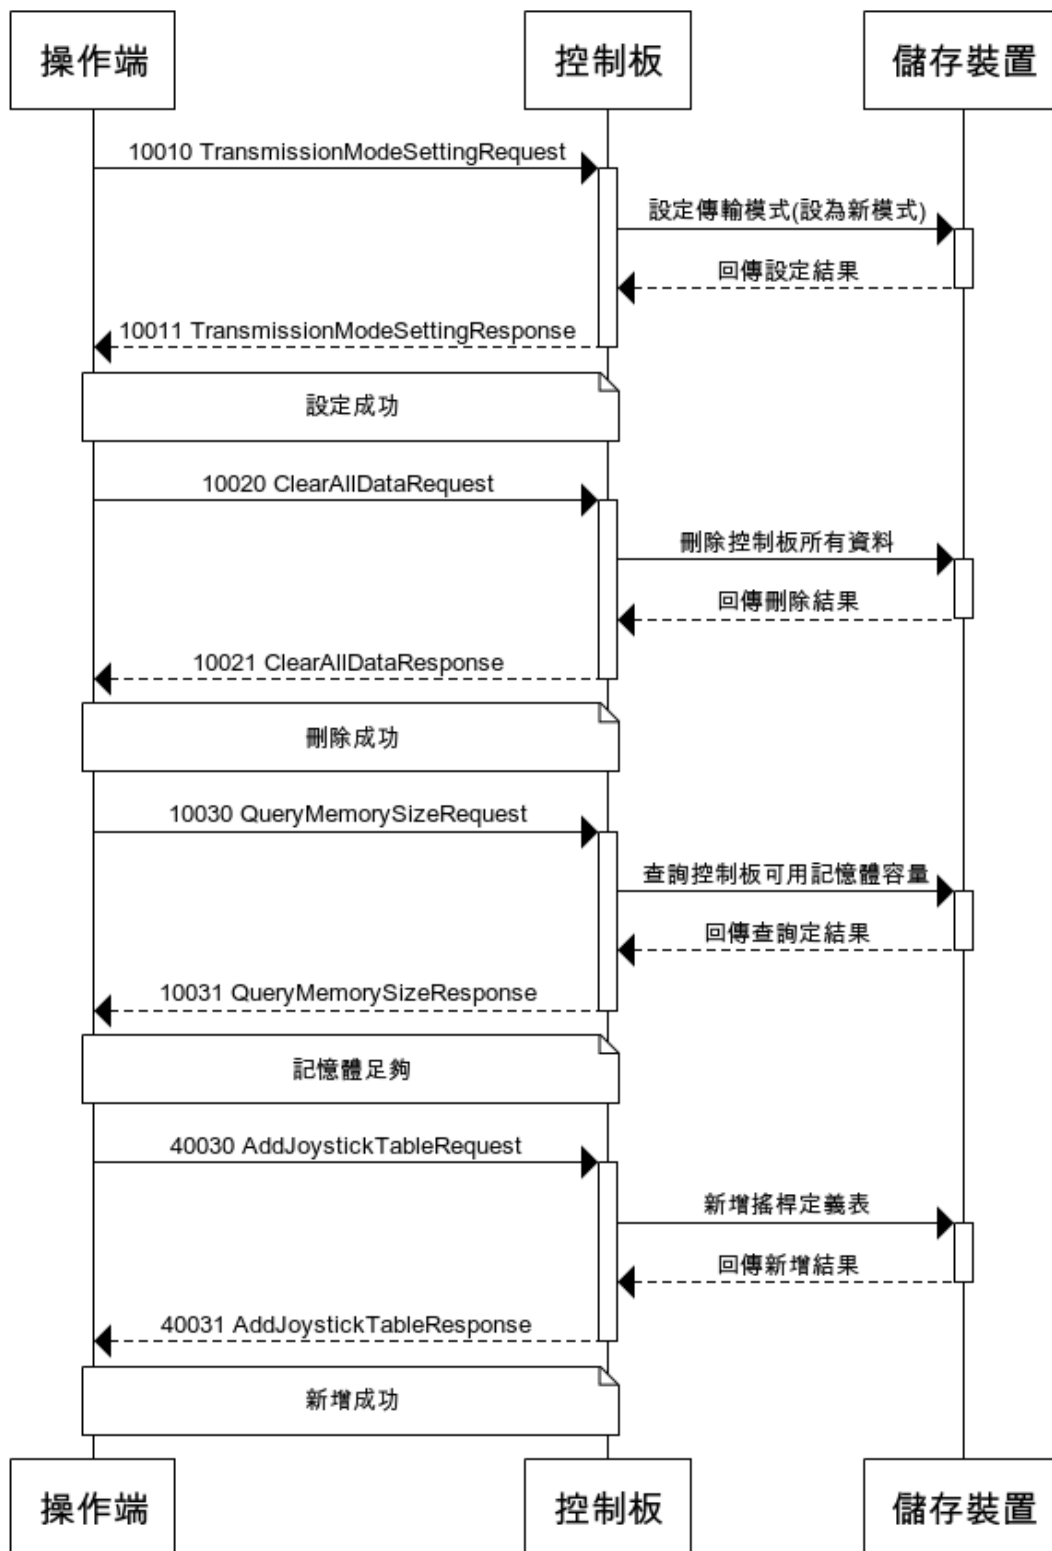 操作端
控制板
儲存裝置
10010 TransmissionModeSettingRequest
設定傳輸模式(設為新模式)
回傳設定結果
10011 TransmissionModeSettingResponse
設定成功
10020 ClearAllDataRequest
刪除控制板所有資料
回傳刪除結果
10021 ClearAllDataResponse
刪除成功
10030 QueryMemorySizeRequest
查詢控制板可用記憶體容量
回傳查詢定結果
10031 QueryMemorySizeResponse
記憶體足夠
40030 AddJoystickTableRequest
新增搖桿定義表
回傳新增結果
40031 AddJoystickTableResponse
新增成功
操作端
控制板
儲存裝置